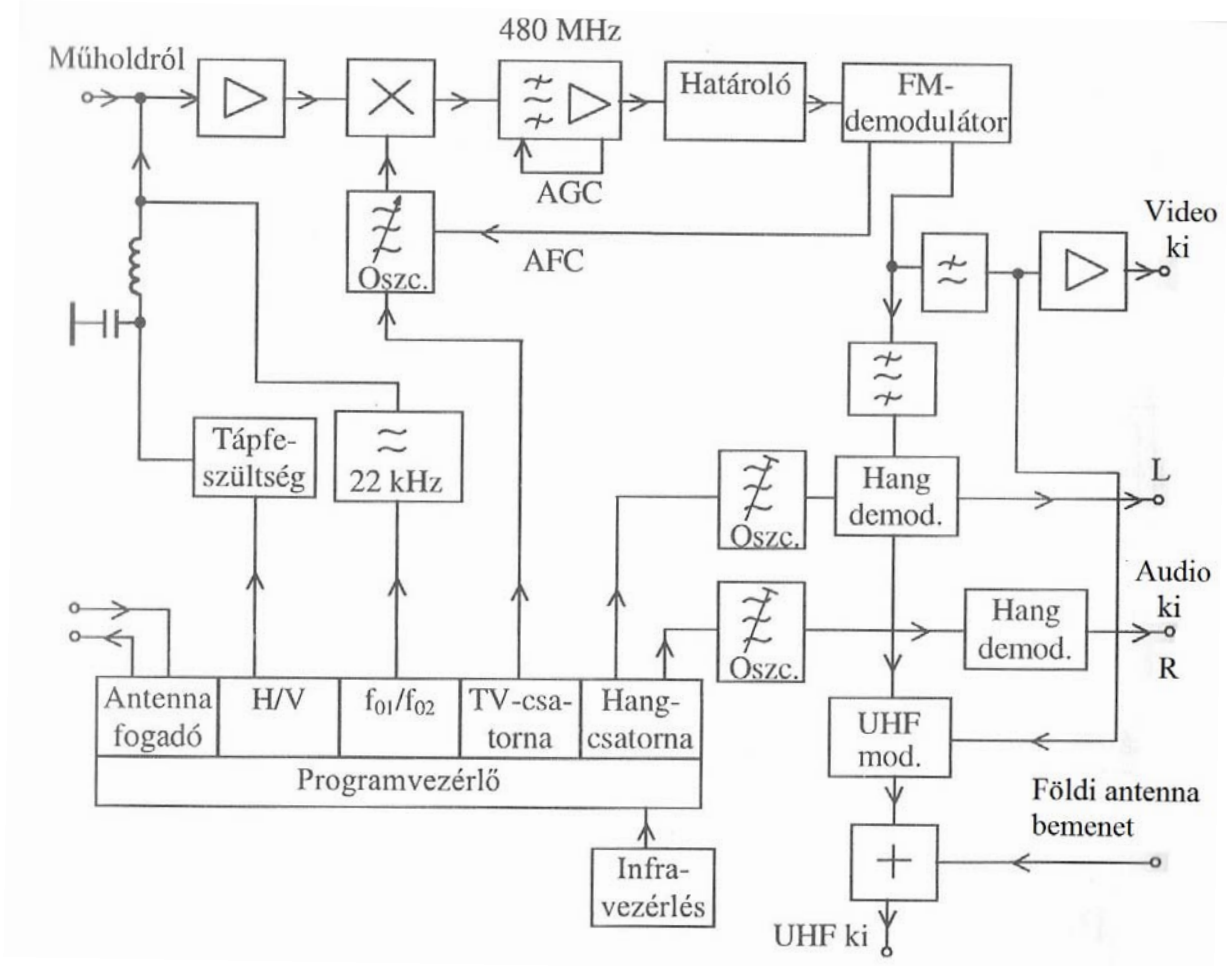 480 MHz
Műholdról
Határoló
FM-
demodulátor
AGC
AFC
Oszc.
Video
ki
Tápfe-
szültség
22 kHz
Oszc.
Hang
demod.
L
Oszc.
Hang
demod.
Audio
ki
R
Antenna
fogadó
H/V
f₀₁/f₀₂
TV-csa-
torna
Hang-
csatorna
Programvezérlő
UHF
mod.
Földi antenna
bemenet
Infra-
vezérlés
UHF ki